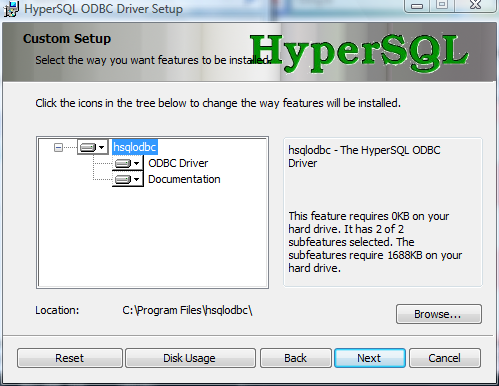 HyperSQL ODBC Driver Setup
Custom Setup
Select the way you want features to be installed.
HyperSQL
Click the icons in the tree below to change the way features will be installed.
hsqlodbc
ODBC Driver
Documentation
hsqlodbc - The HyperSQL ODBC
Driver
This feature requires 0KB on your
hard drive. It has 2 of 2
subfeatures selected. The
subfeatures require 1688KB on your
hard drive.
Location: C:\Program Files\hsqlodbc\
Browse...
Reset Disk Usage Back Next Cancel